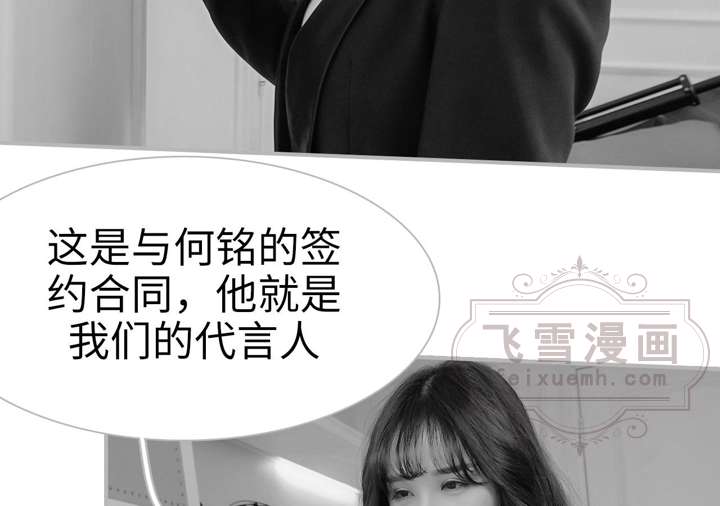 这是与何铭的签
约合同，他就是
我们的代言人
飞雪漫画
feixuemh.com